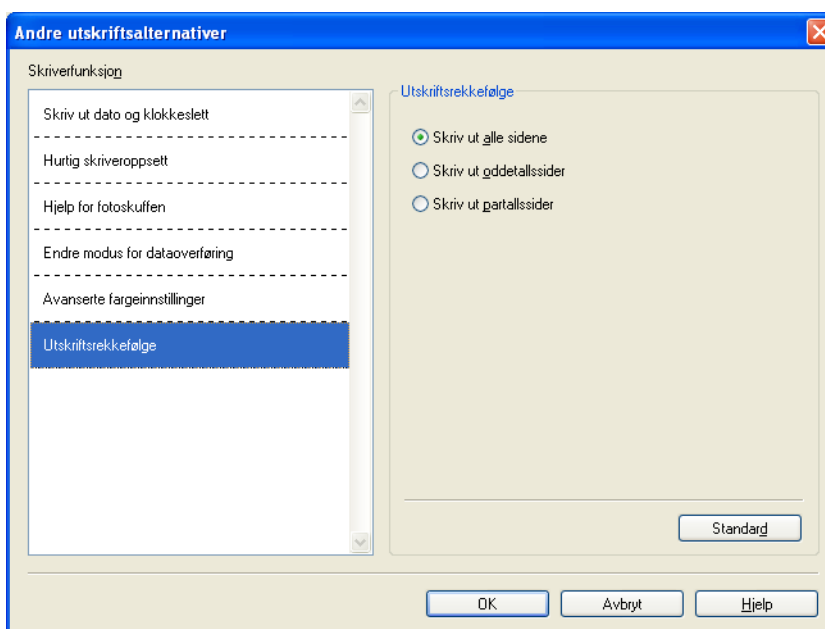 Andre utskriftsalternativer
Skriverfunksjon
Skriv ut dato og klokkeslett
Hurtig skriveroppsett
Hjelp for fotoskuffen
Endre modus for dataoverføring
Avanserte fargeinnstillinger
Utskriftsrekkefølge
Utskriftsrekkefølge
Skriv ut alle sidene
Skriv ut oddetallssider
Skriv ut partallssider
Standard
OK
Avbryt
Hjelp